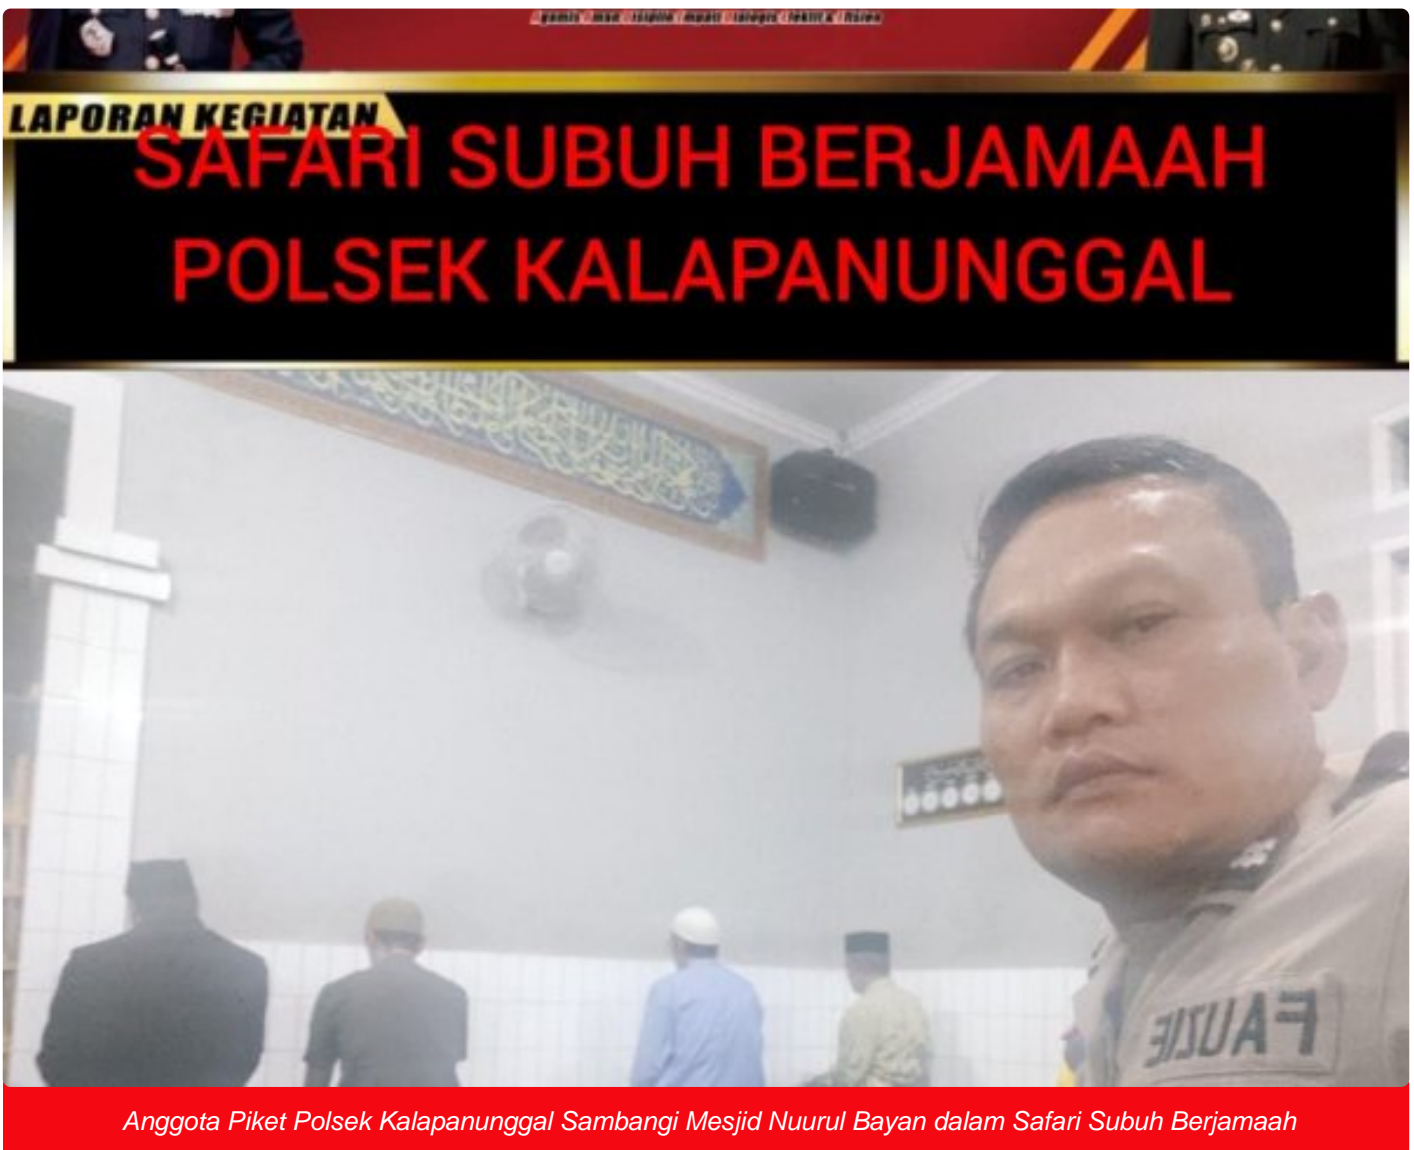 LAPORAN KEGIATAN
SAFARI SUBUH BERJAMAAH
POLSEK KALAPANUNGGAL
FAUZIE
Anggota Piket Polsek Kalapanunggal Sambangi Mesjid Nuurul Bayan dalam Safari Subuh Berjamaah